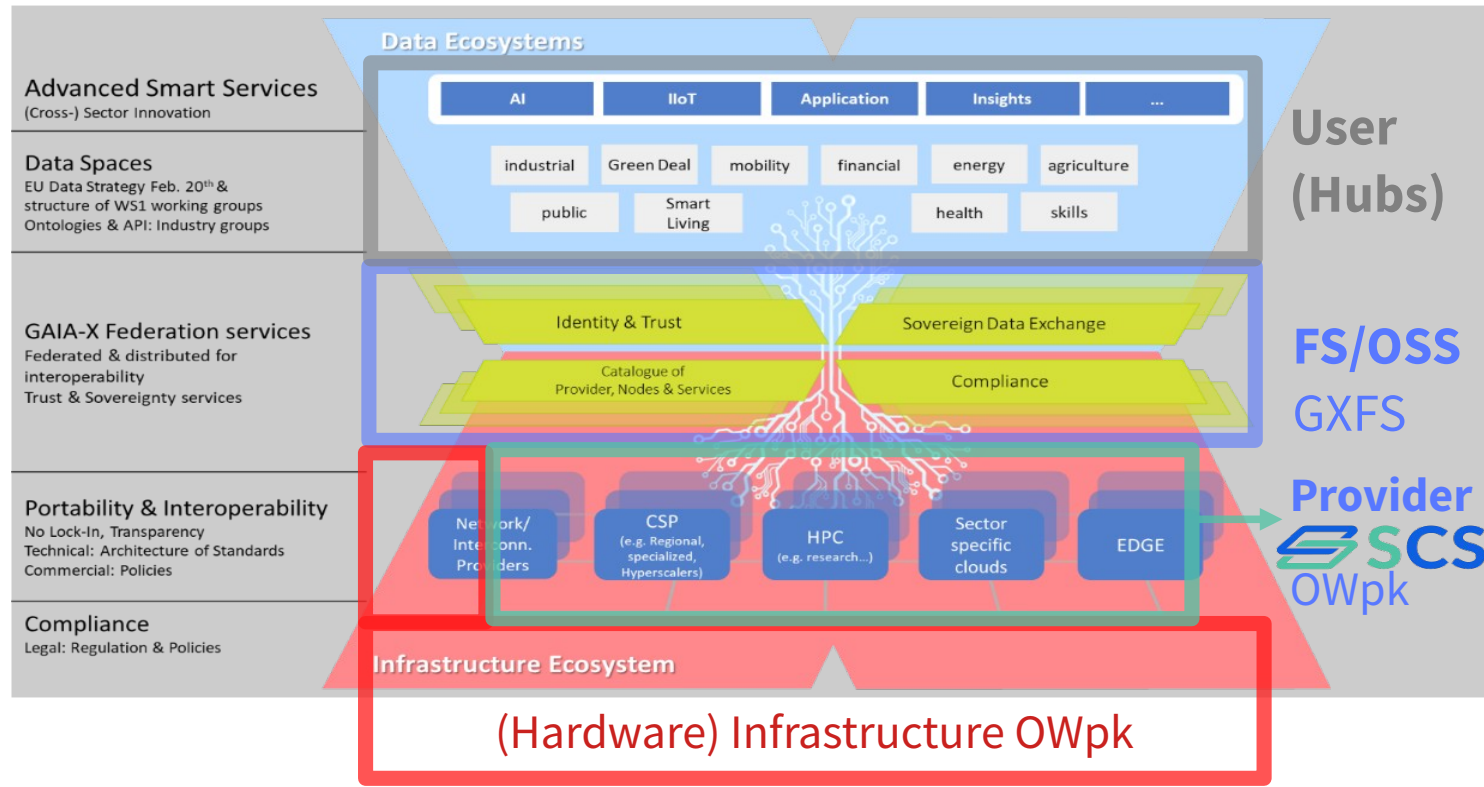 Data Ecosystems
Advanced Smart Services
(Cross-) Sector Innovation
AI
IIoT
Application
Insights
...
User
(Hubs)
Data Spaces
EU Data Strategy Feb. 20th &
structure of WS1 working groups
Ontologies & API: Industry groups
industrial
Green Deal
mobility
financial
energy
agriculture
public
Smart
Living
health
skills
GAIA-X Federation services
Federated & distributed for
interoperability
Trust & Sovereignty services
Identity & Trust
Sovereign Data Exchange
Catalogue of
Provider, Nodes & Services
Compliance
FS/OSS
GXFS
Portability & Interoperability
No Lock-In, Transparency
Technical: Architecture of Standards
Commercial: Policies
Network/
Interconn.
Providers
CSP
(e.g. Regional,
specialized,
Hyperscalers)
HPC
(e.g. research...)
Sector
specific
clouds
EDGE
Provider
SCS
OWpk
Compliance
Legal: Regulation & Policies
Infrastructure Ecosystem
(Hardware) Infrastructure OWpk